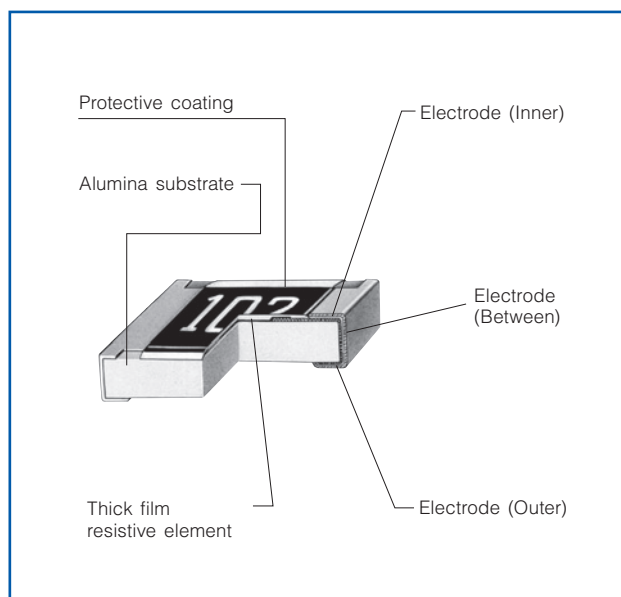 Protective coating
Electrode (Inner)
Alumina substrate
102
Electrode
(Between)
Thick film
resistive element
Electrode (Outer)